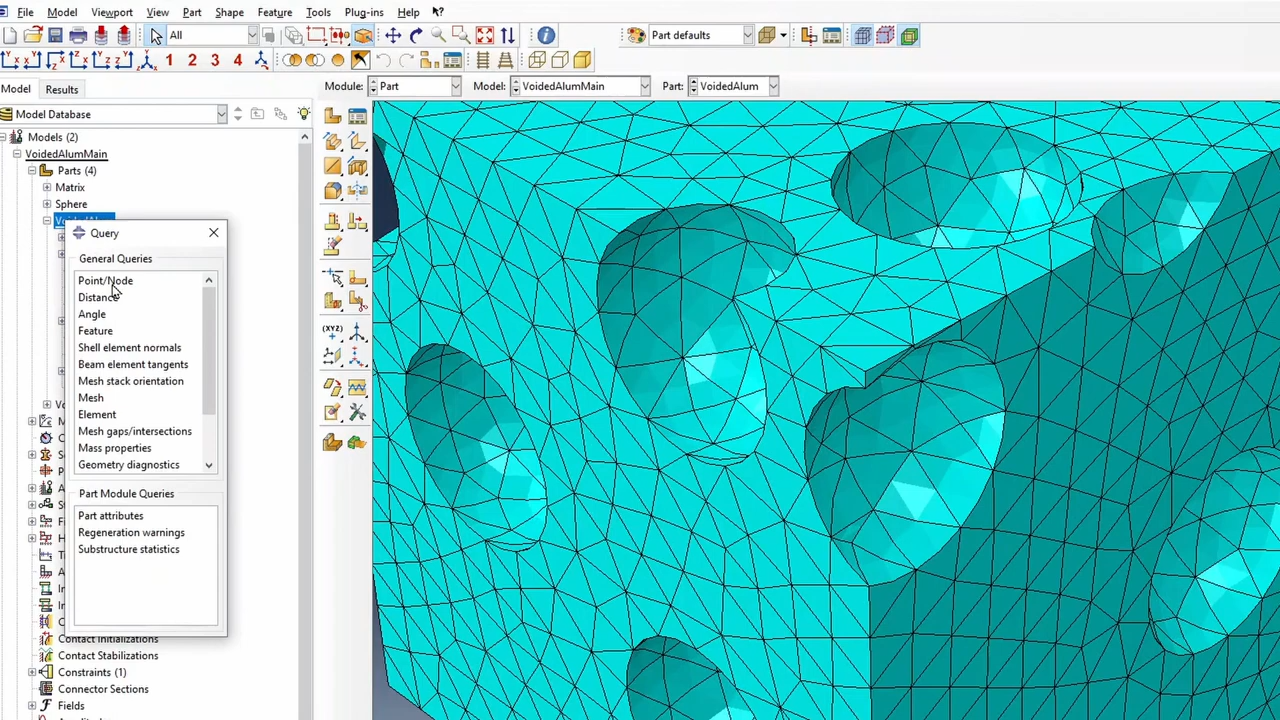 File Model Viewport View Part Shape Feature Tools Plug-ins Help
All Part defaults
1 2 3 4
Model Results Module: Part Model: VoidedAlumMain Part: VoidedAlum
Model Database
Models (2)
VoidedAlumMain
Parts (4)
Matrix
Sphere
Query
General Queries
Point/Node
Distance
Angle
Feature
Shell element normals
Beam element tangents
Mesh stack orientation
Mesh
Element
Mesh gaps/intersections
Mass properties
Geometry diagnostics
Part Module Queries
Part attributes
Regeneration warnings
Substructure statistics
(XYZ)
Contact Initializations
Contact Stabilizations
Constraints (1)
Connector Sections
Fields